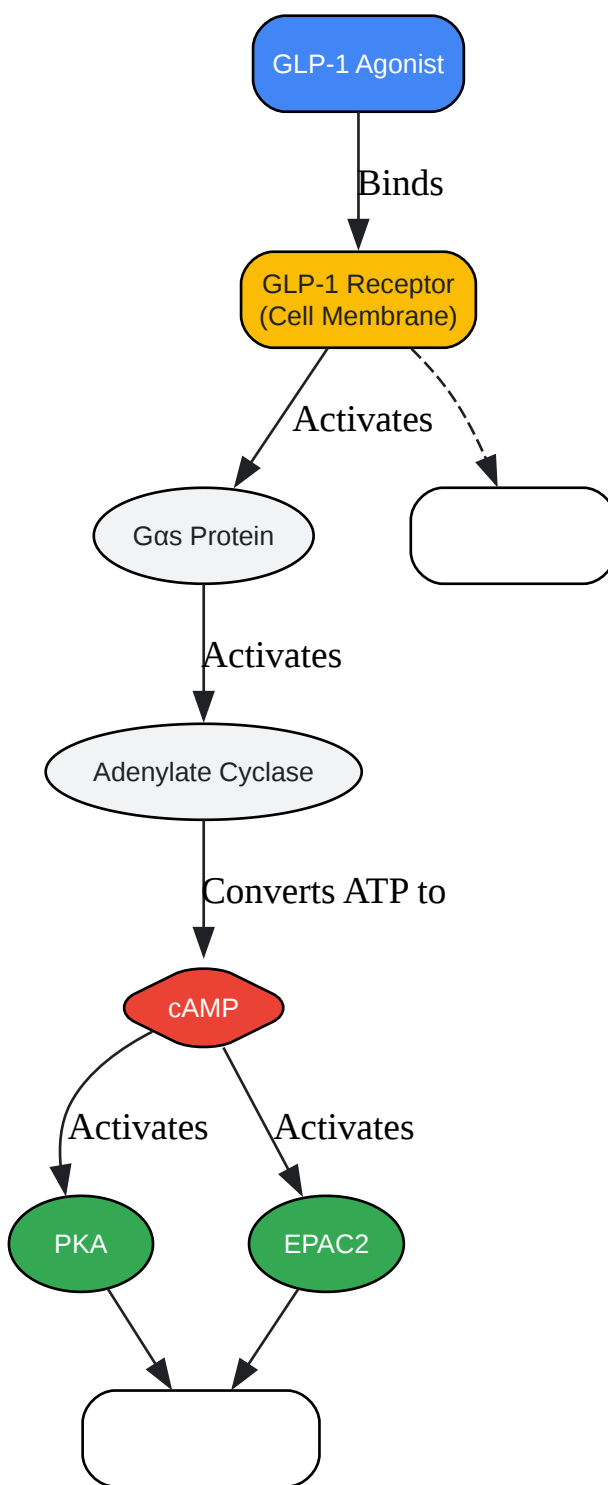 GLP-1 Agonist
Binds
GLP-1 Receptor
(Cell Membrane)
Activates
Gαs Protein
Activates
Adenylate Cyclase
Converts ATP to
cAMP
Activates
Activates
PKA
EPAC2